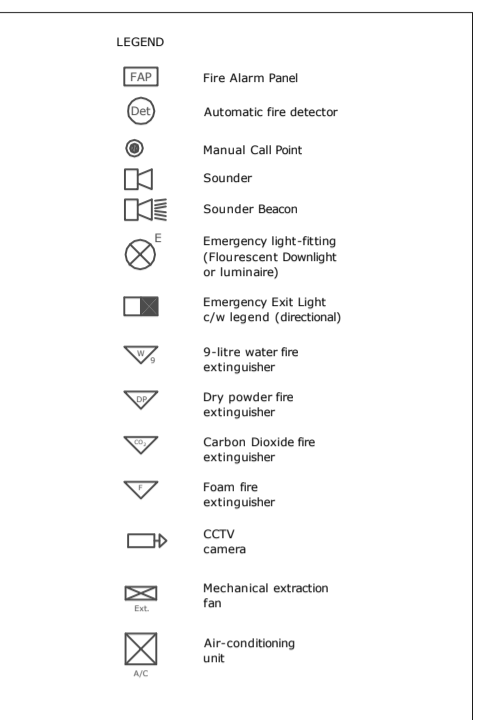 LEGEND
FAP Fire Alarm Panel
Det Automatic fire detector
Manual Call Point
Sounder
Sounder Beacon
E Emergency light-fitting
(Flourescent Downlight
or luminaire)
Emergency Exit Light
c/w legend (directional)
W 9 9-litre water fire
extinguisher
DP Dry powder fire
extinguisher
CO₂ Carbon Dioxide fire
extinguisher
F Foam fire
extinguisher
CCTV
camera
Mechanical extraction
Ext. fan
Air-conditioning
unit
A/C